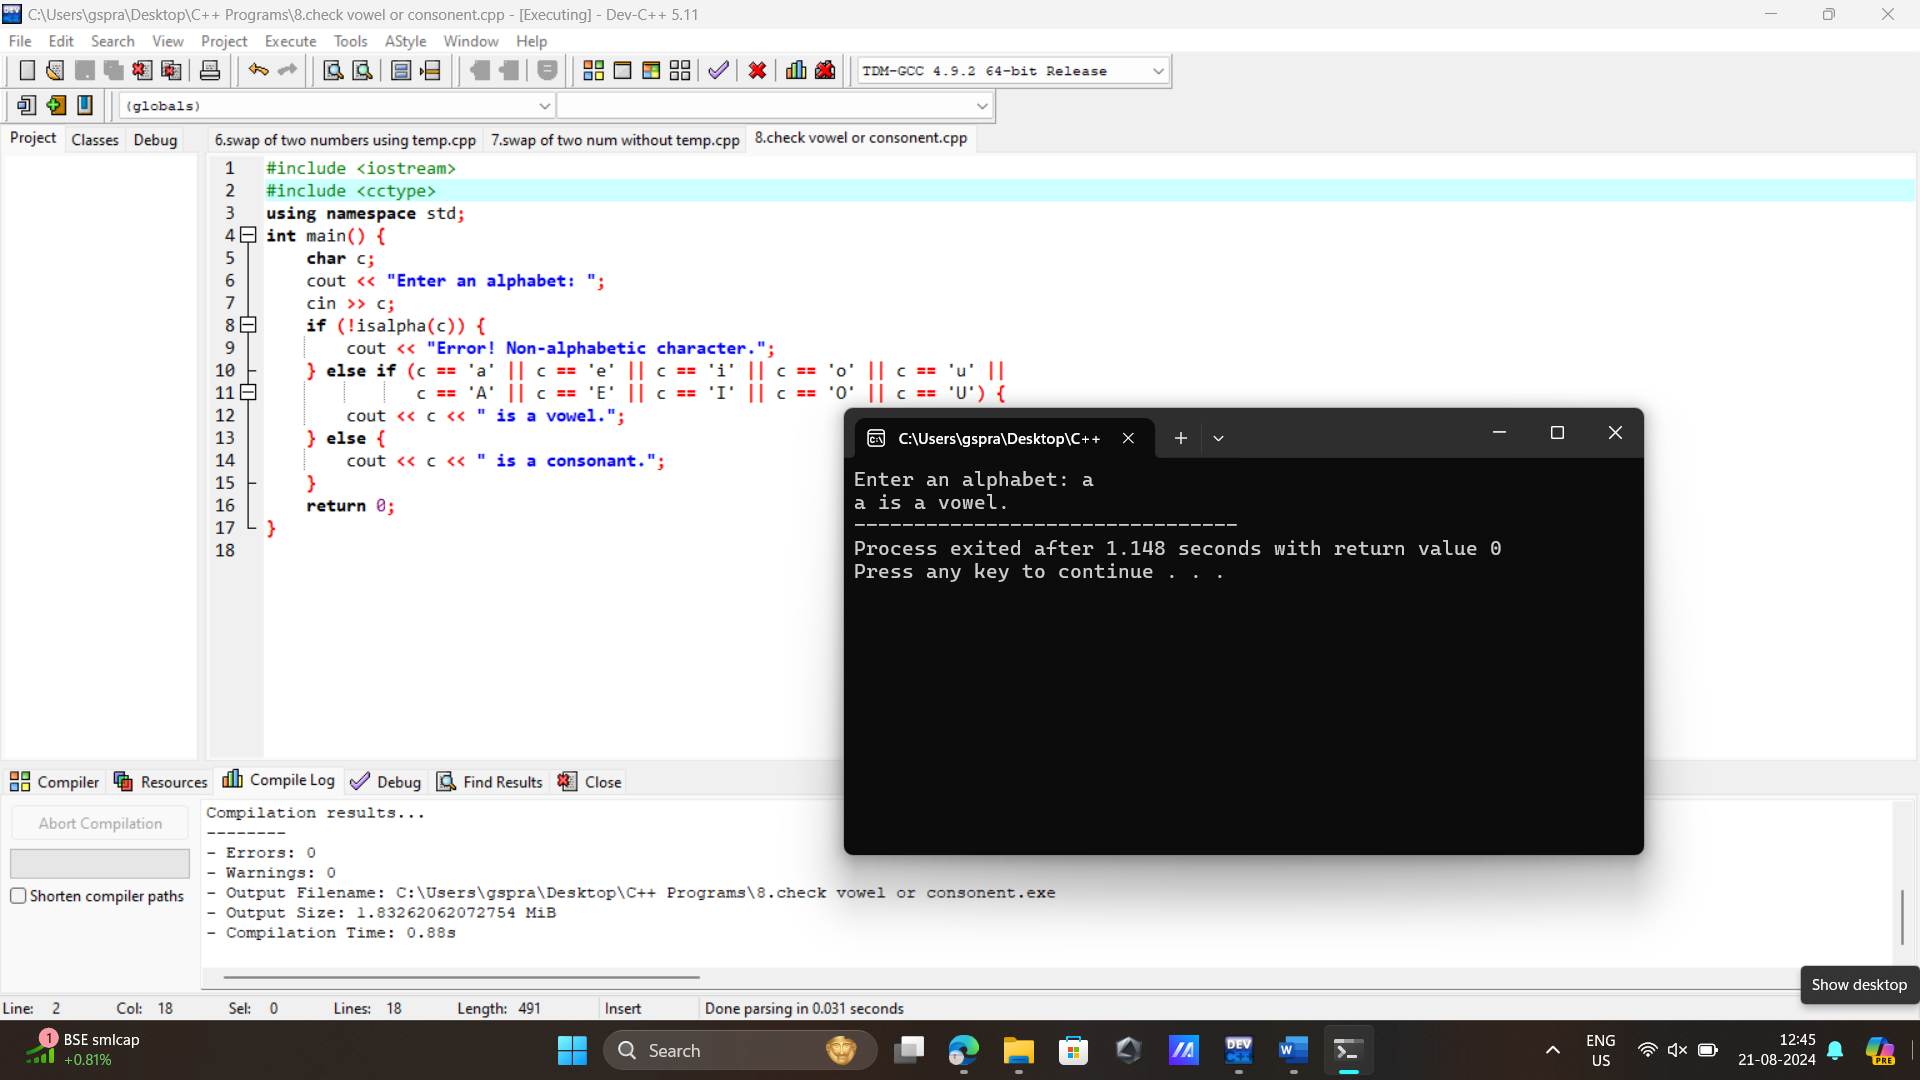 C:\Users\gspra\Desktop\C++ Programs\8.check vowel or consonent.cpp - [Executing] - Dev-C++ 5.11
File Edit Search View Project Execute Tools AStyle Window Help
TDM-GCC 4.9.2 64-bit Release
(globals)
Project Classes Debug 6.swap of two numbers using temp.cpp 7.swap of two num without temp.cpp 8.check vowel or consonent.cpp
1 #include <iostream>
2 #include <cctype>
3 using namespace std;
4 int main() {
5 char c;
6 cout << "Enter an alphabet: ";
7 cin >> c;
8 if (!isalpha(c)) {
9 cout << "Error! Non-alphabetic character.";
10 } else if (c == 'a' || c == 'e' || c == 'i' || c == 'o' || c == 'u' ||
11 c == 'A' || c == 'E' || c == 'I' || c == 'O' || c == 'U') {
12 cout << c << " is a vowel.";
13 } else {
14 cout << c << " is a consonant.";
15 }
16 return 0;
17 }
18
C:\Users\gspra\Desktop\C++
Enter an alphabet: a
a is a vowel.
--------------------------------
Process exited after 1.148 seconds with return value 0
Press any key to continue . . .
Compiler Resources Compile Log Debug Find Results Close
Abort Compilation
Shorten compiler paths
Compilation results...
--------
- Errors: 0
- Warnings: 0
- Output Filename: C:\Users\gspra\Desktop\C++ Programs\8.check vowel or consonent.exe
- Output Size: 1.83262062072754 MiB
- Compilation Time: 0.88s
Show desktop
Line: 2 Col: 18 Sel: 0 Lines: 18 Length: 491 Insert Done parsing in 0.031 seconds
1
BSE smlcap
+0.81%
Search
DEV
C++
W
ENG
US
12:45
21-08-2024
PRE